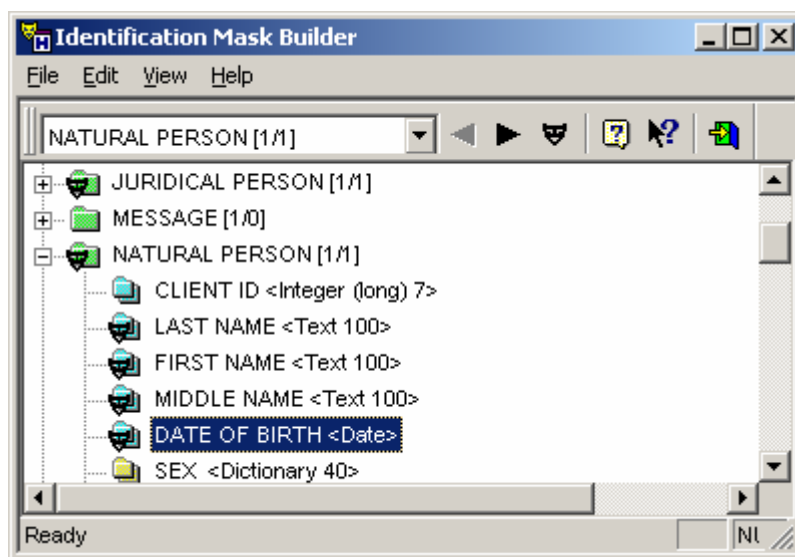 Identification Mask Builder
File Edit View Help
NATURAL PERSON [1/1]
JURIDICAL PERSON [1/1]
MESSAGE [1/0]
NATURAL PERSON [1/1]
CLIENT ID <Integer (long) 7>
LAST NAME <Text 100>
FIRST NAME <Text 100>
MIDDLE NAME <Text 100>
DATE OF BIRTH <Date>
SEX <Dictionary 40>
Ready NU